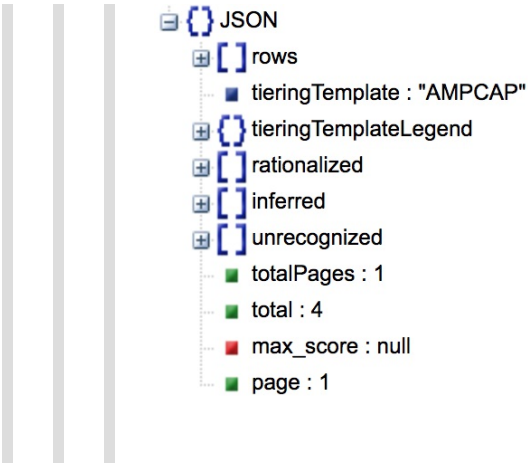 JSON
rows
tieringTemplate : "AMPCAP"
tieringTemplateLegend
rationalized
inferred
unrecognized
totalPages : 1
total : 4
max_score : null
page : 1